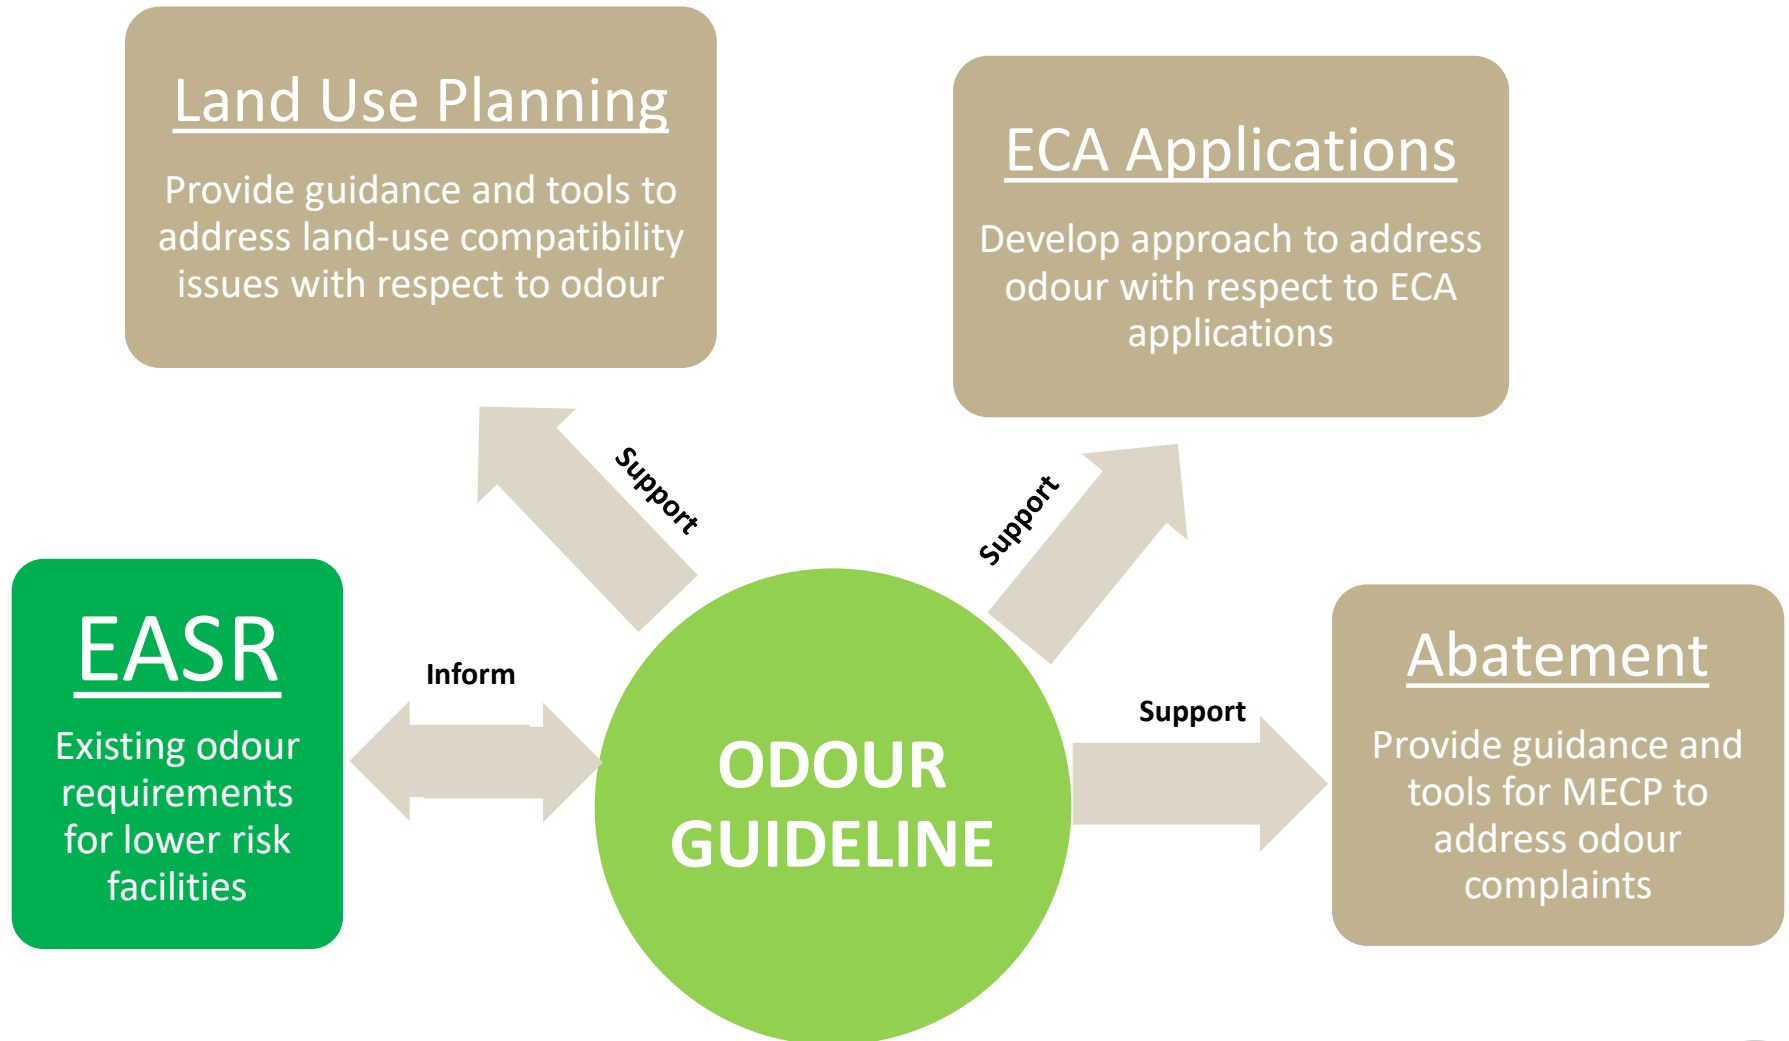 Land Use Planning
Provide guidance and tools to
address land-use compatibility
issues with respect to odour
ECA Applications
Develop approach to address
odour with respect to ECA
applications
Support
Support
EASR
Existing odour
requirements
for lower risk
facilities
Inform
ODOUR
GUIDELINE
Support
Abatement
Provide guidance and
tools for MECP to
address odour
complaints